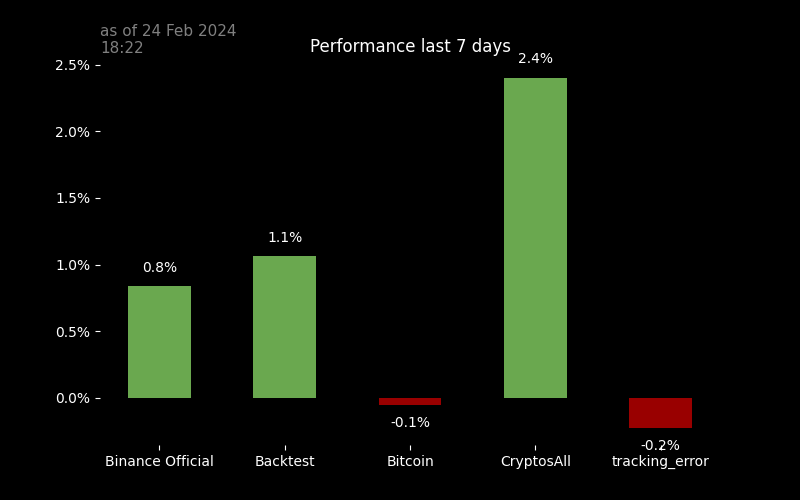 as of 24 Feb 2024
18:22
Performance last 7 days
2.5%
2.0%
1.5%
1.0%
0.5%
0.0%
0.8%
1.1%
-0.1%
2.4%
-0.2%
Binance Official
Backtest
Bitcoin
CryptosAll
tracking_error